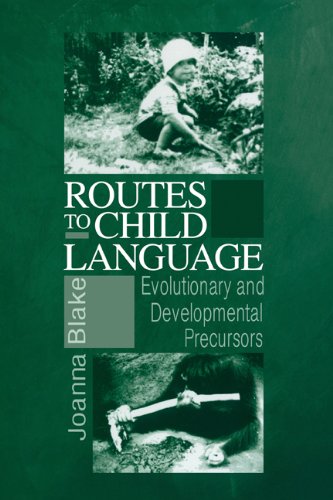 ROUTES
TO CHILD
LANGUAGE
Evolutionary and
Developmental
Precursors
Joanna Blake